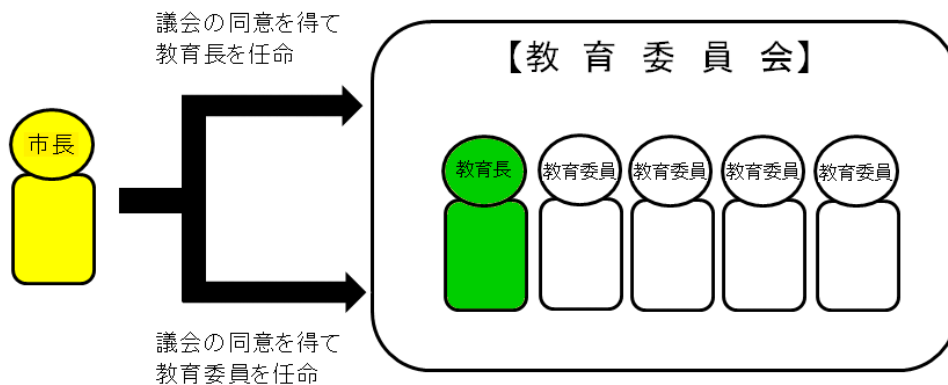 議会の同意を得て
教育長を任命
【教育委員会】
市長
教育長
教育委員
教育委員
教育委員
教育委員
議会の同意を得て
教育委員を任命